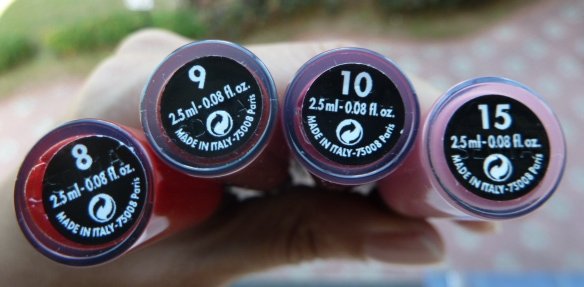 8
2.5 ml-0.08 fl. oz.
MADE IN ITALY-75008 Paris
9
2.5 ml-0.08 fl. oz.
MADE IN ITALY-75008 Paris
10
2.5 ml-0.08 fl. oz.
MADE IN ITALY-75008 Paris
15
2.5 ml-0.08 fl. oz.
MADE IN ITALY-75008 Paris